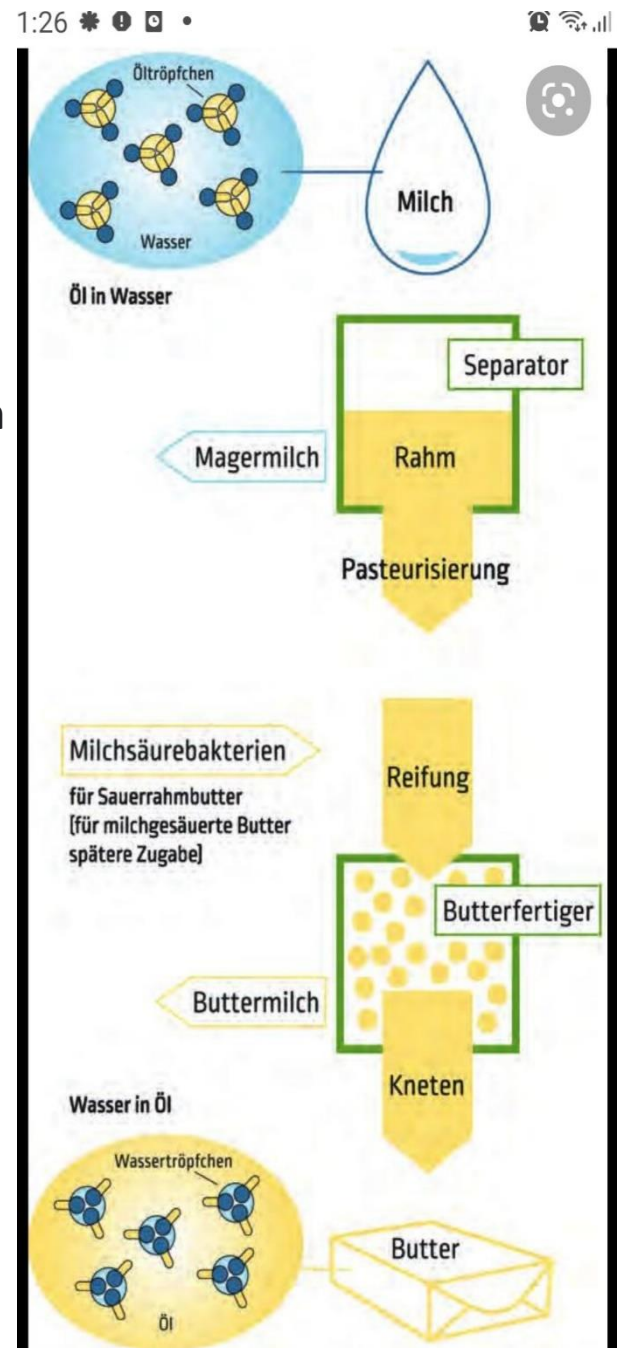 1:26
Öltröpfchen
Wasser
Milch
Öl in Wasser
Separator
Magermilch
Rahm
Pasteurisierung
Milchsäurebakterien
für Sauerrahmbutter
[für milchgesäuerte Butter
spätere Zugabe]
Reifung
Butterfertiger
Buttermilch
Kneten
Wasser in Öl
Wassertröpfchen
Öl
Butter